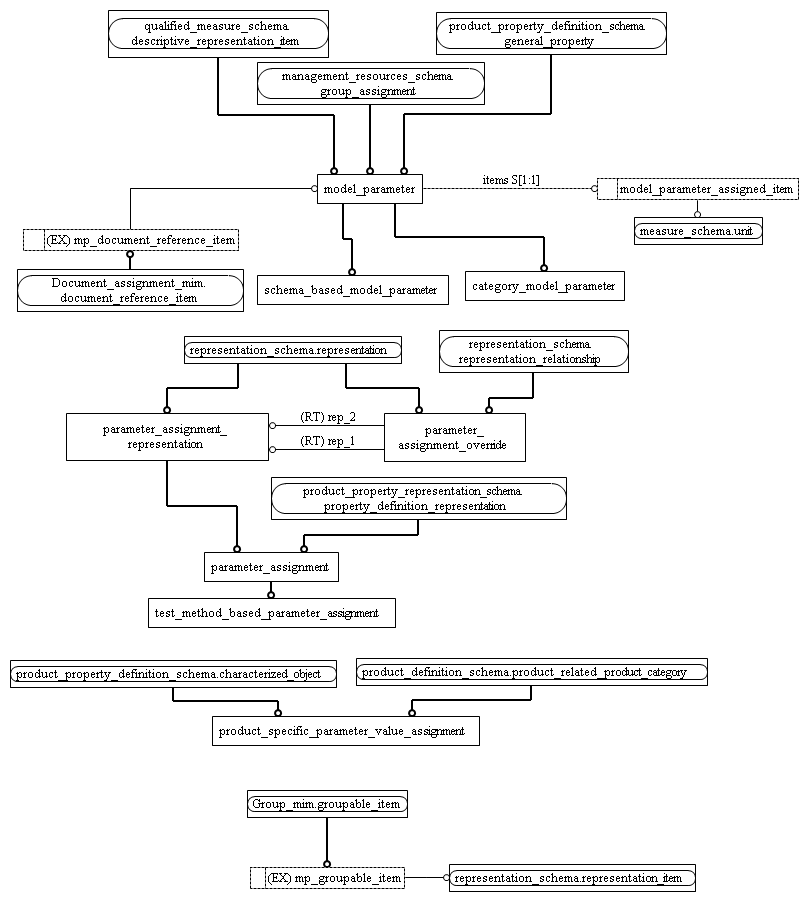 qualified_measure_schema.
descriptive_representation_item
product_property_definition_schema.
general_property
management_resources_schema.
group_assignment
model_parameter
items S[1:1]
model_parameter_assigned_item
measure_schema.unit
(EX) mp_document_reference_item
Document_assignment_mim.
document_reference_item
schema_based_model_parameter
category_model_parameter
representation_schema.representation
representation_schema.
representation_relationship
parameter_assignment_
representation
(RT) rep_2
(RT) rep_1
parameter_
assignment_override
product_property_representation_schema.
property_definition_representation
parameter_assignment
test_method_based_parameter_assignment
product_property_definition_schema.characterized_object
product_definition_schema.product_related_product_category
product_specific_parameter_value_assignment
Group_mim.groupable_item
(EX) mp_groupable_item
representation_schema.representation_item